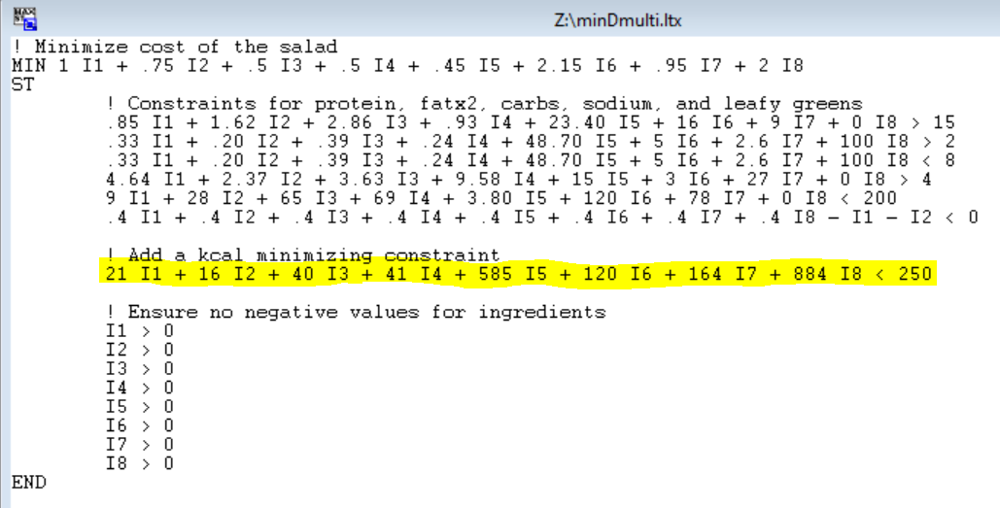 Z:\minDmulti.ltx
! Minimize cost of the salad
MIN 1 I1 + .75 I2 + .5 I3 + .5 I4 + .45 I5 + 2.15 I6 + .95 I7 + 2 I8
ST
! Constraints for protein, fatx2, carbs, sodium, and leafy greens
.85 I1 + 1.62 I2 + 2.86 I3 + .93 I4 + 23.40 I5 + 16 I6 + 9 I7 + 0 I8 > 15
.33 I1 + .20 I2 + .39 I3 + .24 I4 + 48.70 I5 + 5 I6 + 2.6 I7 + 100 I8 > 2
.33 I1 + .20 I2 + .39 I3 + .24 I4 + 48.70 I5 + 5 I6 + 2.6 I7 + 100 I8 < 8
4.64 I1 + 2.37 I2 + 3.63 I3 + 9.58 I4 + 15 I5 + 3 I6 + 27 I7 + 0 I8 > 4
9 I1 + 28 I2 + 65 I3 + 69 I4 + 3.80 I5 + 120 I6 + 78 I7 + 0 I8 < 200
.4 I1 + .4 I2 + .4 I3 + .4 I4 + .4 I5 + .4 I6 + .4 I7 + .4 I8 - I1 - I2 < 0
! Add a kcal minimizing constraint
21 I1 + 16 I2 + 40 I3 + 41 I4 + 585 I5 + 120 I6 + 164 I7 + 884 I8 < 250
! Ensure no negative values for ingredients
I1 > 0
I2 > 0
I3 > 0
I4 > 0
I5 > 0
I6 > 0
I7 > 0
I8 > 0
END